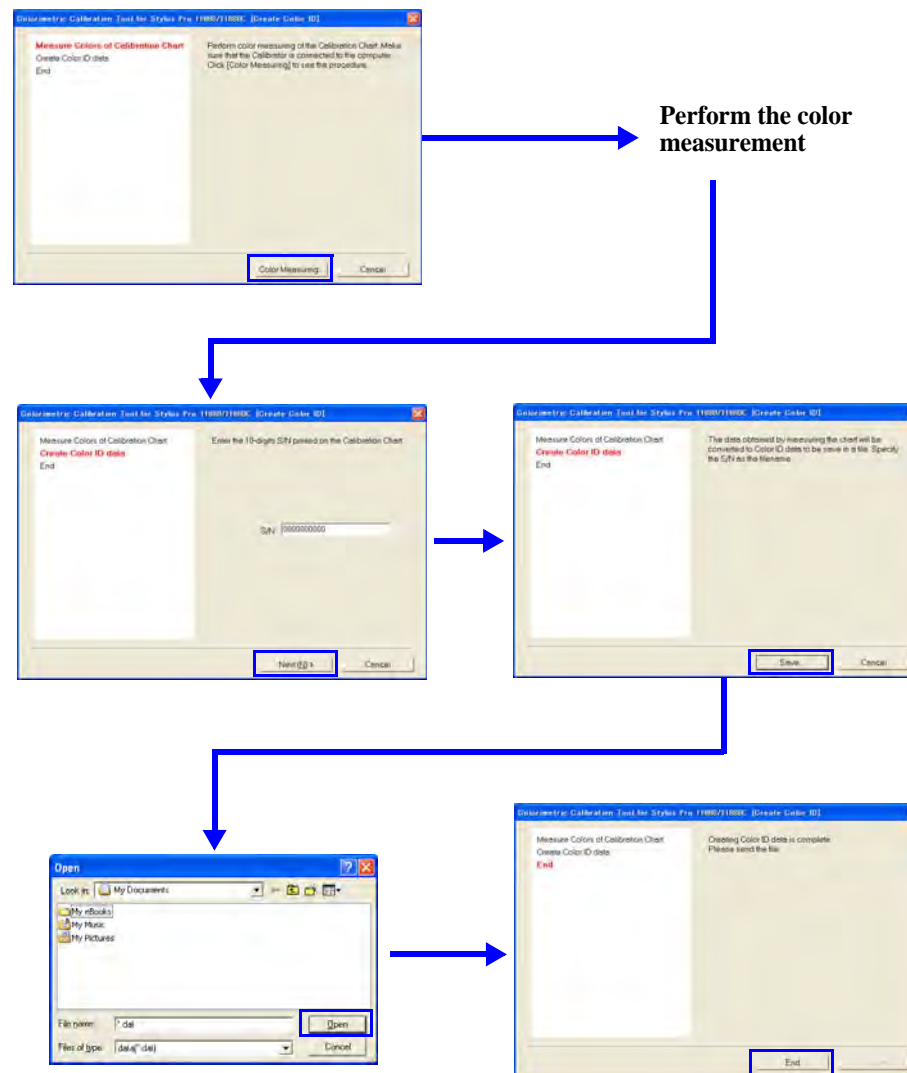 Colorimetric Calibration Tool for Stylus Pro 11880/11880C [Create Color ID]
Measure Colors of Calibration Chart
Create Color ID data
End
Perform color measuring of the Calibration Chart. Make
sure that the Calibrator is connected to the computer.
Click [Color Measuring] to see the procedure.
Color Measuring
Cancel
Perform the color
measurement
Colorimetric Calibration Tool for Stylus Pro 11880/11880C [Create Color ID]
Measure Colors of Calibration Chart
Create Color ID data
End
Enter the 10-digits S/N printed on the Calibration Chart
S/N
0000000000
Next(N) >
Cancel
Colorimetric Calibration Tool for Stylus Pro 11880/11880C [Create Color ID]
Measure Colors of Calibration Chart
Create Color ID data
End
The data obtained by measuring the chart will be
converted to Color ID data to be save in a file. Specify
the S/N as the filename.
Save
Cancel
Open
Look in:
My Documents
My eBooks
My Music
My Pictures
File name:
*.dal
Open
Files of type:
data(*.dal)
Cancel
Colorimetric Calibration Tool for Stylus Pro 11880/11880C [Create Color ID]
Measure Colors of Calibration Chart
Create Color ID data
End
Creating Color ID data is complete.
Please send the file.
End